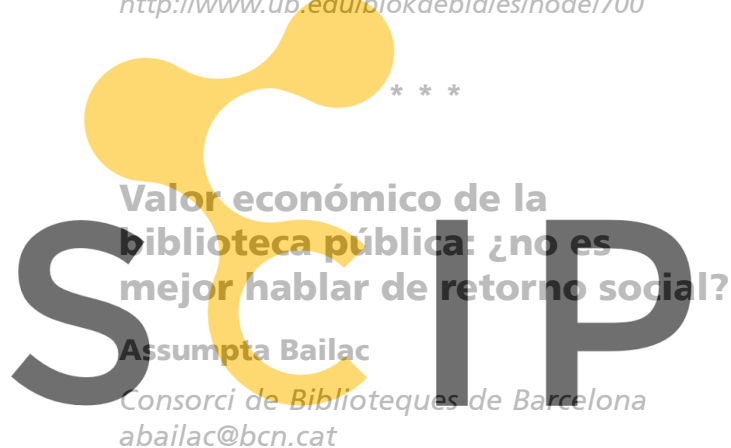 http://www.ub.edu/blokdebid/es/node/700
* * *
Valor económico de la
biblioteca pública: ¿no es
mejor hablar de retorno social?
SCIP
Assumpta Bailac
Consorci de Biblioteques de Barcelona
abailac@bcn.cat